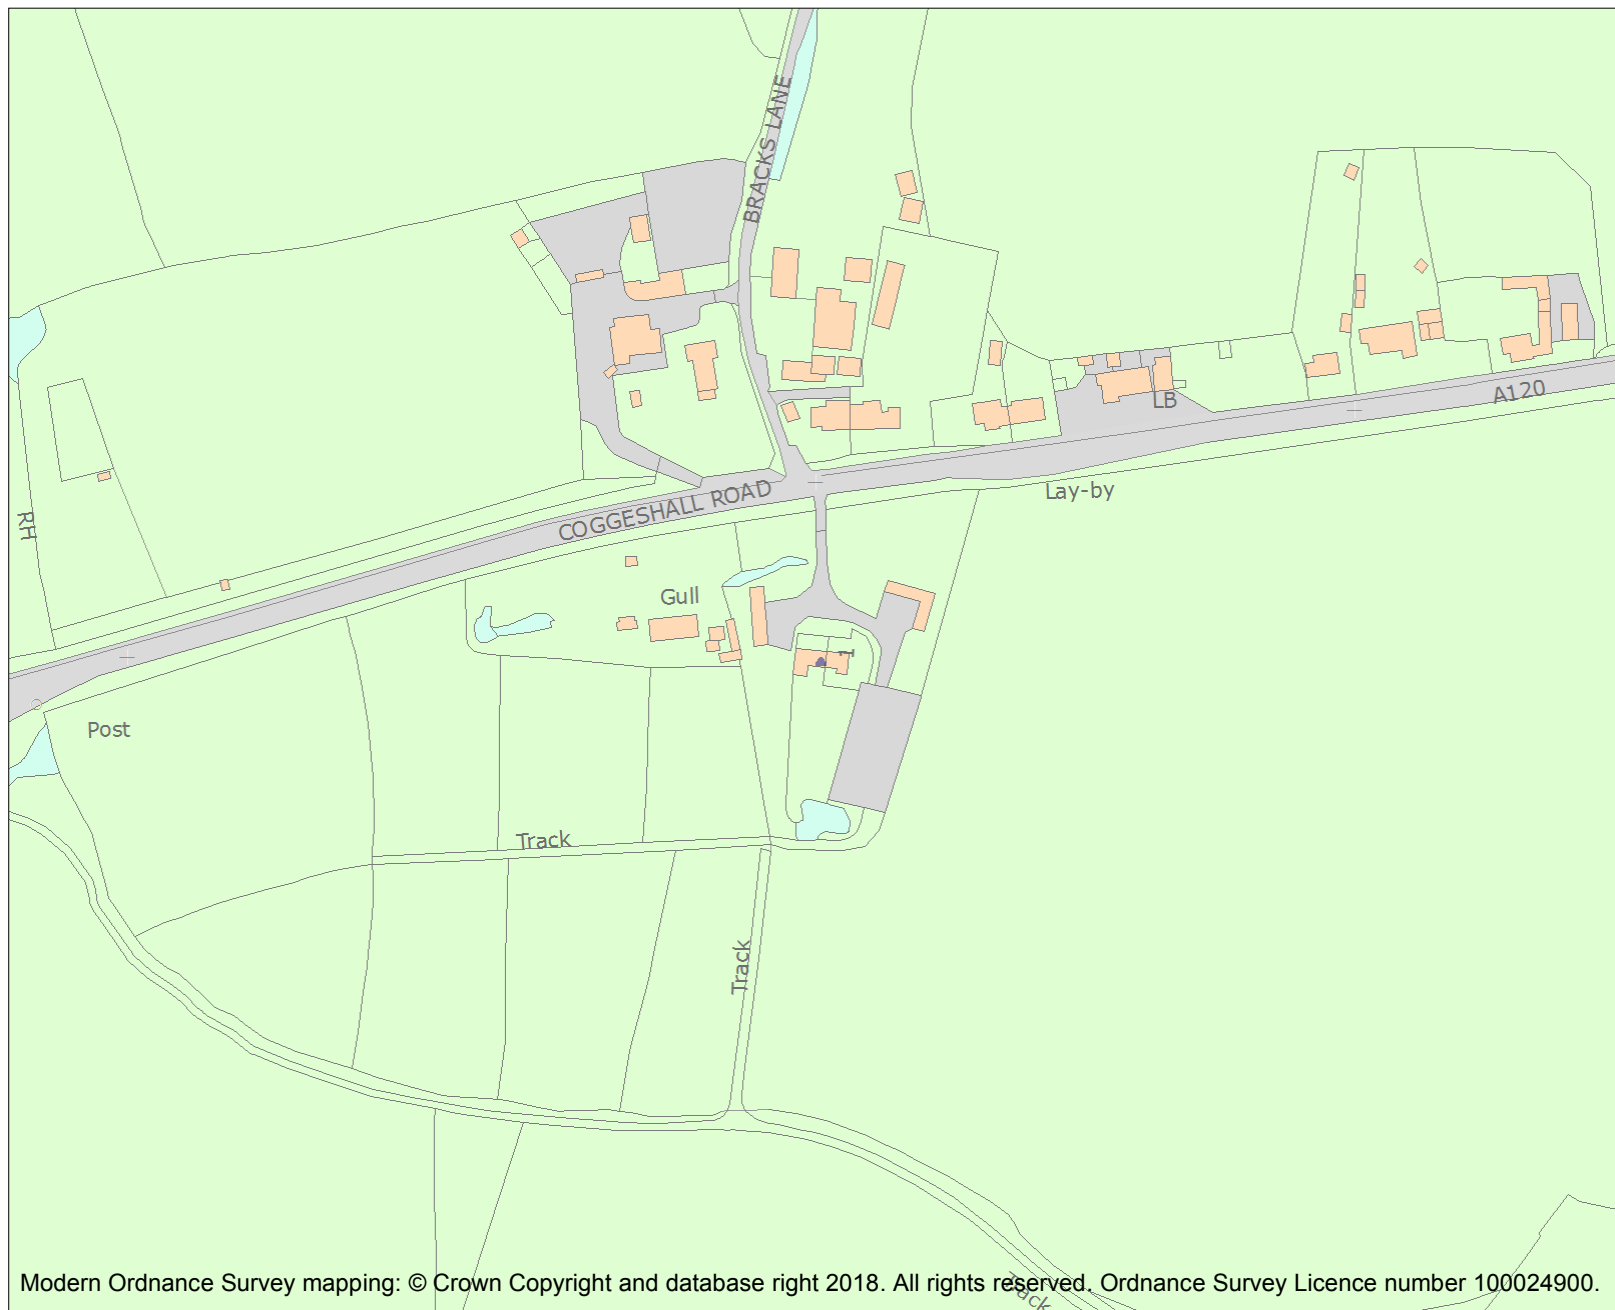 BRACKS LANE
LB
A120
Lay-by
COGGESHALL ROAD
RH
Gull
1
Post
Track
Track
Track
Modern Ordnance Survey mapping: © Crown Copyright and database right 2018. All rights reserved. Ordnance Survey Licence number 100024900.